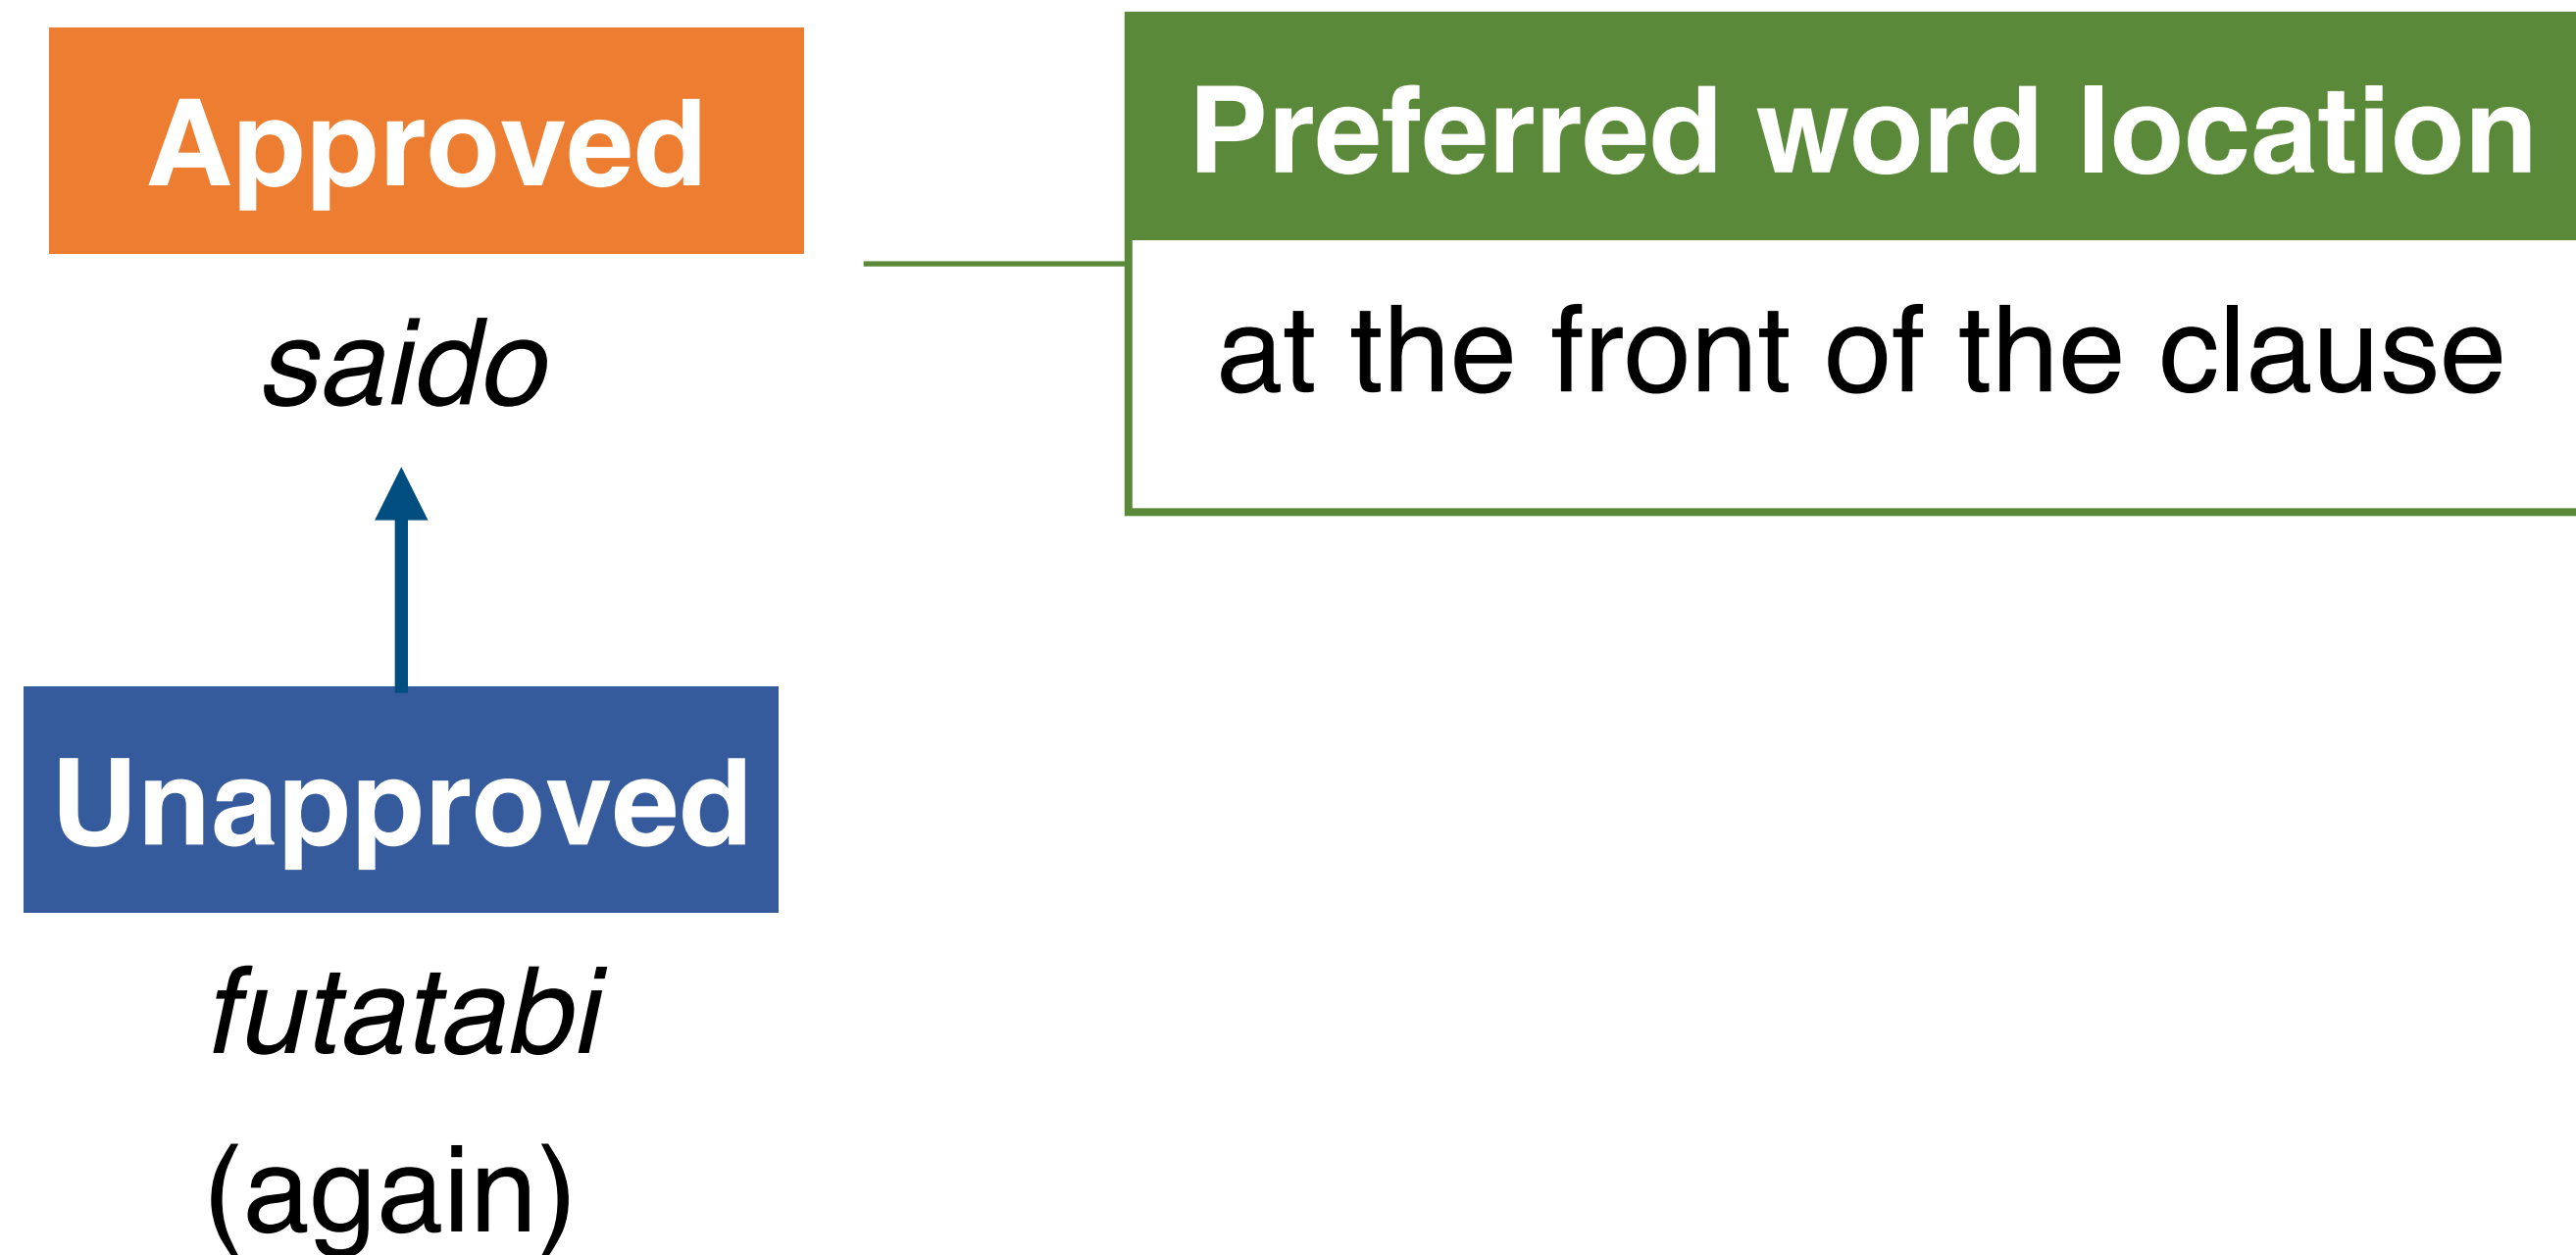 Approved
saido
Preferred word location
at the front of the clause
Unapproved
futatabi
(again)